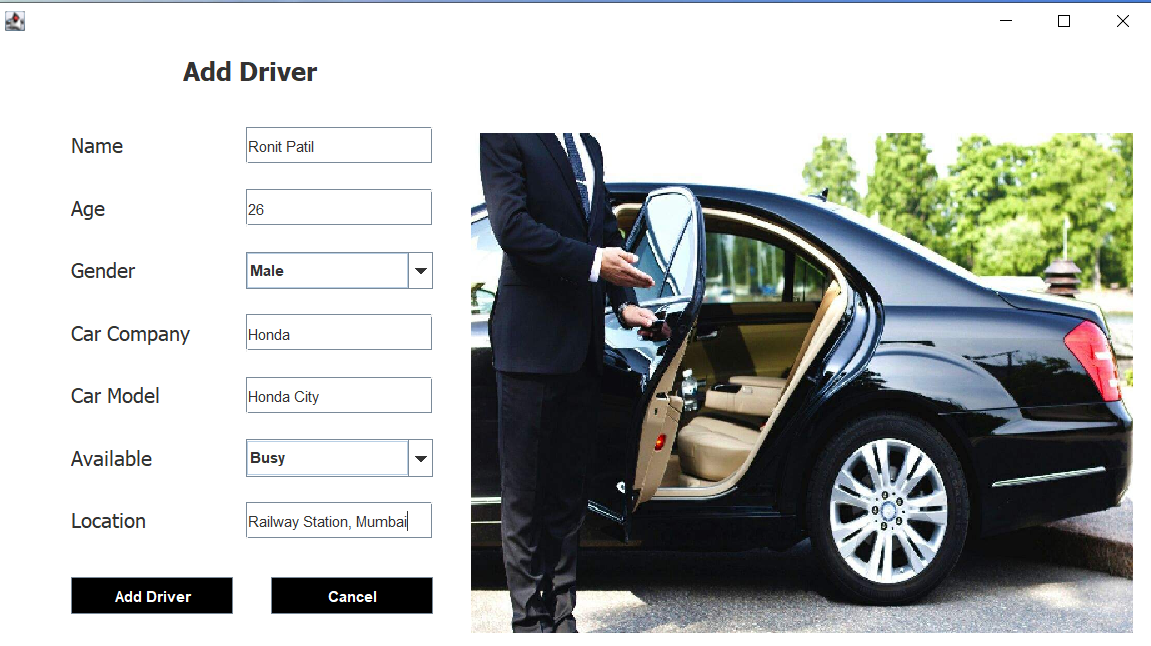 Add Driver
Name Ronit Patil
Age 26
Gender Male
Car Company Honda
Car Model Honda City
Available Busy
Location Railway Station, Mumbai
Add Driver Cancel